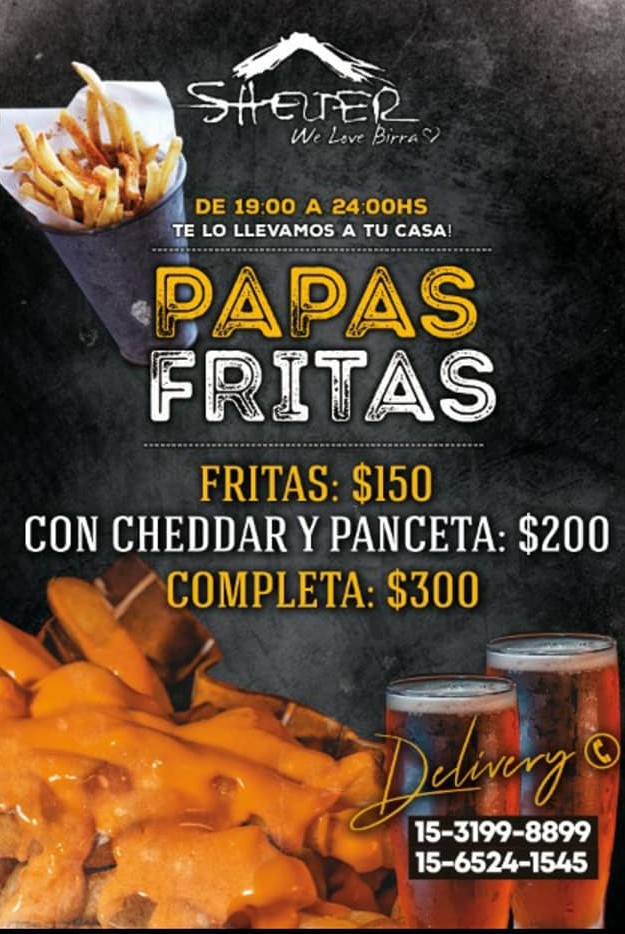 SHELTER
We Love Birra
DE 19:00 A 24:00HS
TE LO LLEVAMOS A TU CASA!
PAPAS
FRITAS
FRITAS: $150
CON CHEDDAR Y PANCETA: $200
COMPLETA: $300
Delivery
15-3199-8899
15-6524-1545